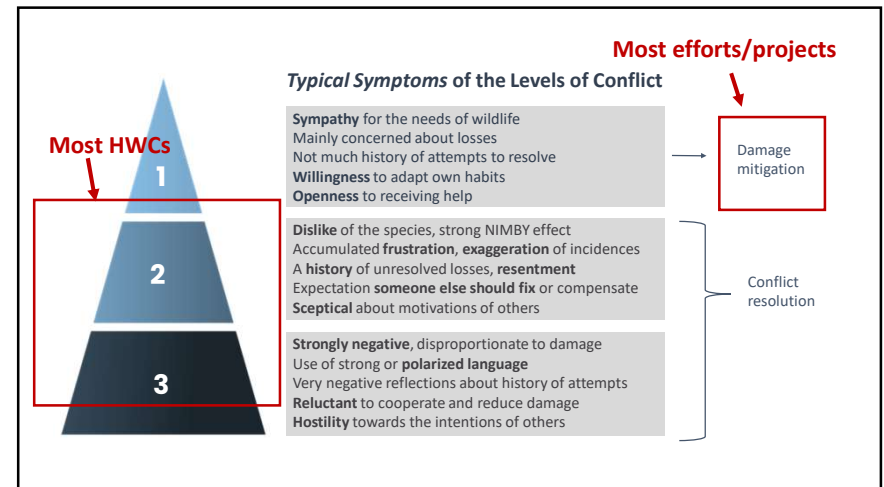 Most efforts/projects
Typical Symptoms of the Levels of Conflict
Most HWCs
1
Sympathy for the needs of wildlife
Mainly concerned about losses
Not much history of attempts to resolve
Willingness to adapt own habits
Openness to receiving help
Damage
mitigation
2
Dislike of the species, strong NIMBY effect
Accumulated frustration, exaggeration of incidences
A history of unresolved losses, resentment
Expectation someone else should fix or compensate
Sceptical about motivations of others
Conflict
resolution
3
Strongly negative, disproportionate to damage
Use of strong or polarized language
Very negative reflections about history of attempts
Reluctant to cooperate and reduce damage
Hostility towards the intentions of others